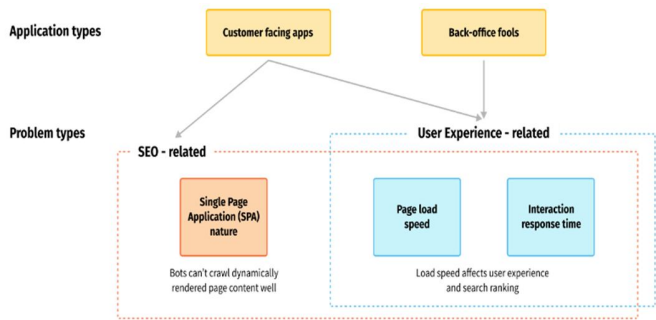 Application types
Customer facing apps
Back-office fools
Problem types
User Experience - related
SEO - related
Single Page
Application (SPA)
nature
Page load
speed
Interaction
response time
Bots can't crawl dynamically
rendered page content well
Load speed affects user experience
and search ranking